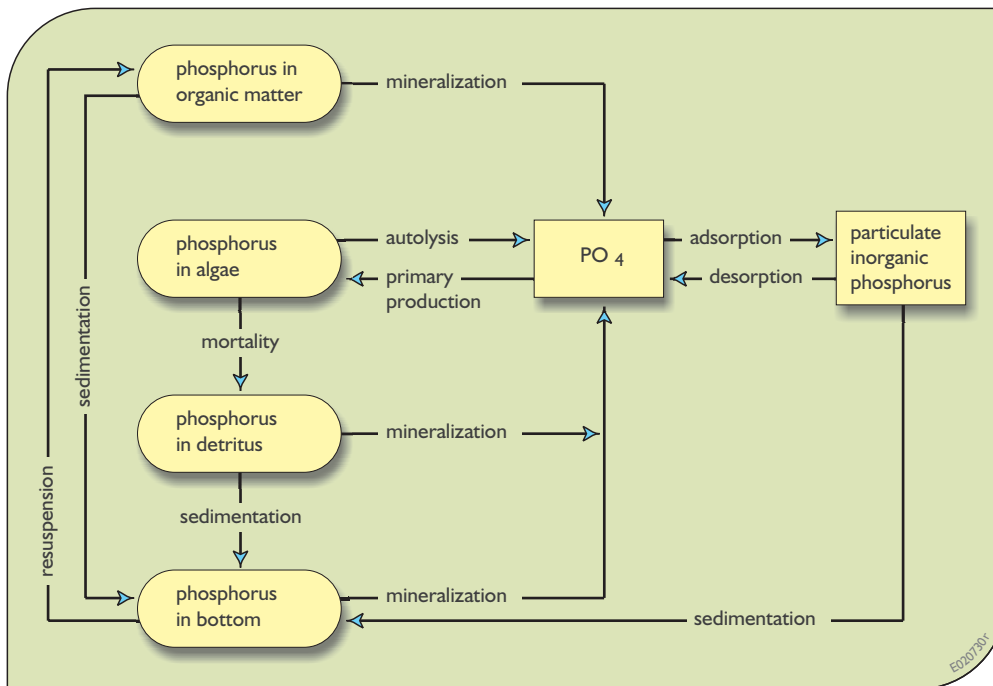 phosphorus in
organic matter
mineralization
phosphorus
in algae
autolysis
primary
production
PO 4
adsorption
desorption
particulate
inorganic
phosphorus
mortality
sedimentation
resuspension
phosphorus
in detritus
mineralization
sedimentation
phosphorus
in bottom
mineralization
sedimentation
E020730r